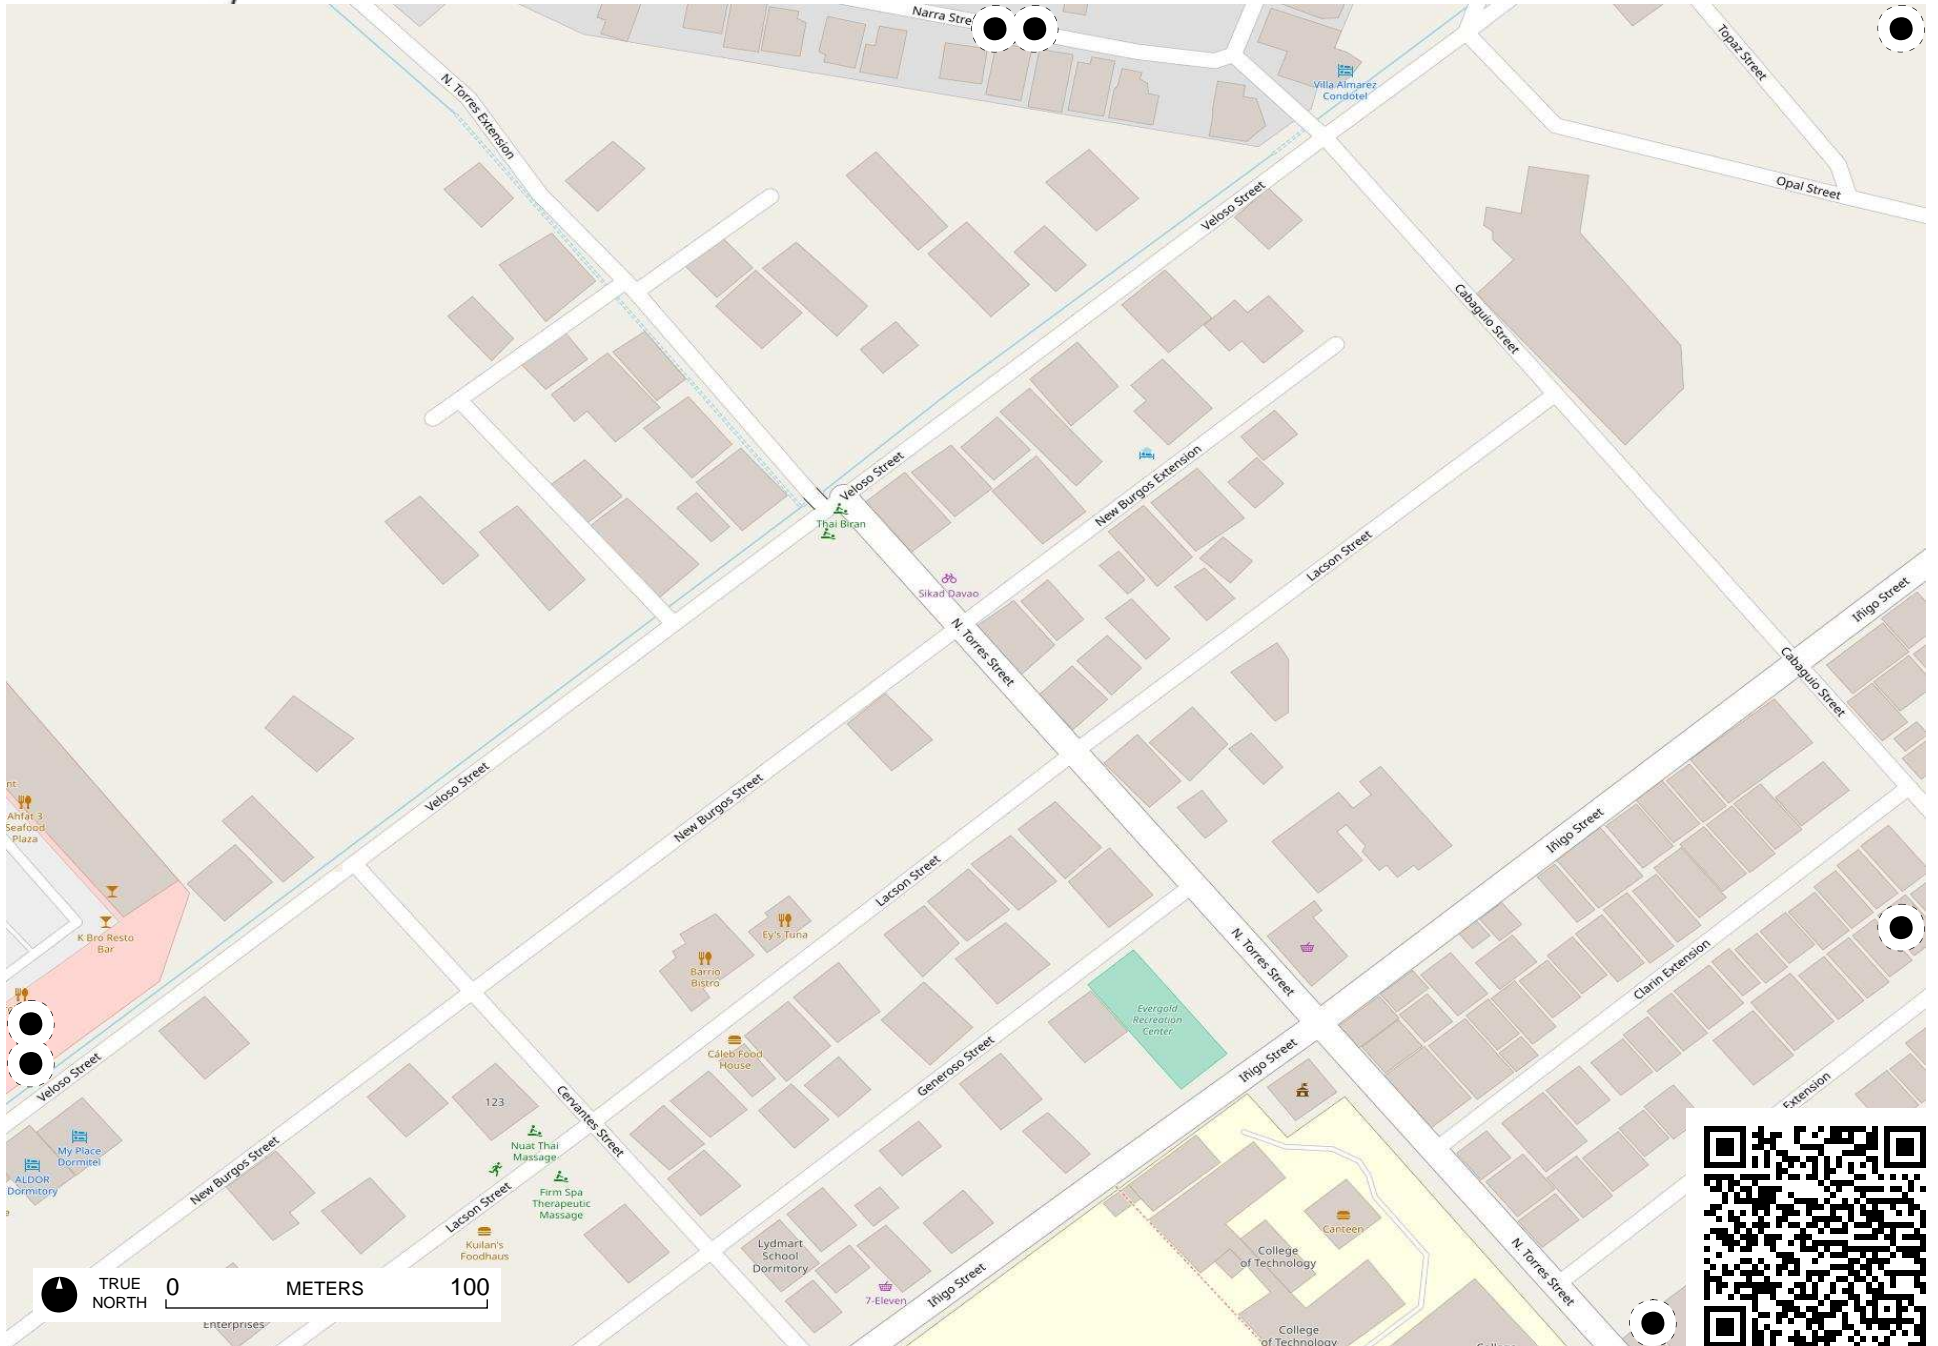 Narra Stre
Topaz Street
N. Torres Extension
Villa Almarez
Condotel
Opal Street
Veloso Street
Cabaguio Street
Veloso Street
New Burgos Extension
Thai Biran
Lacson Street
Sikad Davao
Iñigo Street
N. Torres Street
Cabaguio Street
Veloso Street
New Burgos Street
nt
Ahfat 3
Seafood
Plaza
Iñigo Street
Lacson Street
K Bro Resto
Bar
Ey's Tuna
Barrio
Bistro
N. Torres Street
Clarin Extension
Evergold
Recreation
Center
Cáleb Food
House
Generoso Street
Iñigo Street
Veloso Street
123
Cervantes Street
Extension
My Place
Dormitel
ALDOR
Dormitory
Nuat Thai
Massage
New Burgos Street
Lacson Street
Firm Spa
Therapeutic
Massage
Kuilan's
Foodhaus
Lydmart
School
Dormitory
Canteen
College
of Technology
N. Torres Street
7-Eleven
Iñigo Street
TRUE
NORTH
0 METERS 100
Enterprises
College
of Technology